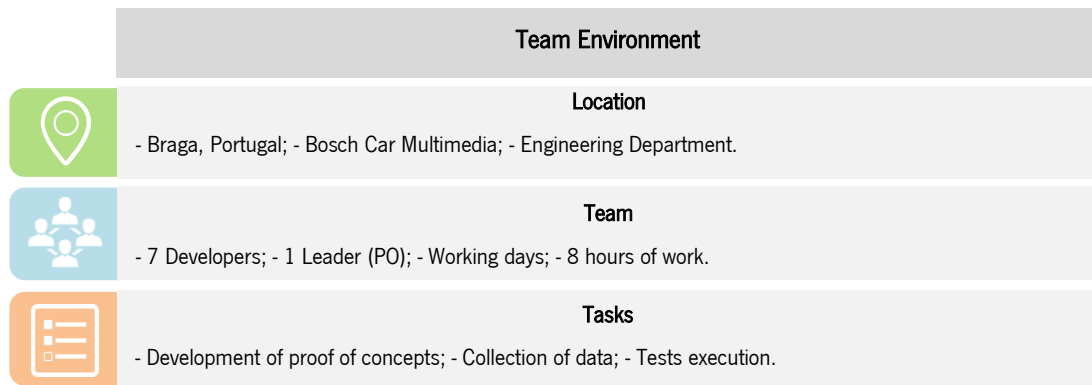 Team Environment
Location
- Braga, Portugal; - Bosch Car Multimedia; - Engineering Department.
Team
- 7 Developers; - 1 Leader (PO); - Working days; - 8 hours of work.
Tasks
- Development of proof of concepts; - Collection of data; - Tests execution.